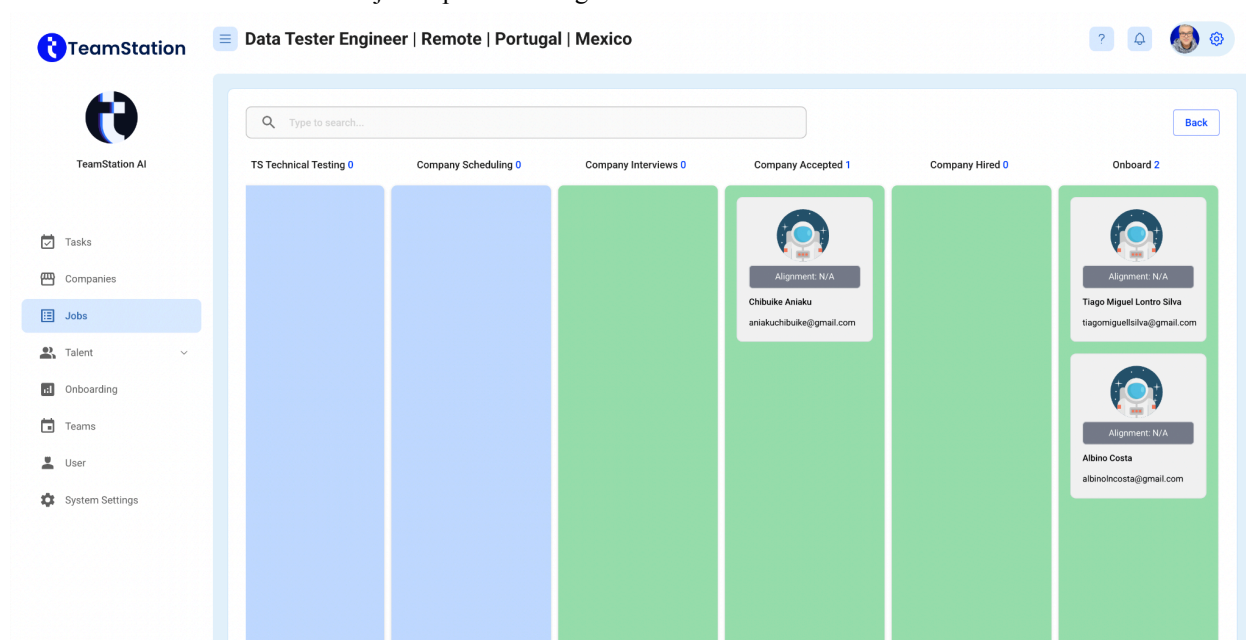 TeamStation
Data Tester Engineer | Remote | Portugal | Mexico
?
TeamStation AI
Type to search...
Back
TS Technical Testing 0
Company Scheduling 0
Company Interviews 0
Company Accepted 1
Company Hired 0
Onboard 2
Tasks
Companies
Jobs
Talent
Onboarding
Teams
User
System Settings
Alignment: N/A
Chibuike Aniaku
aniakuchibuike@gmail.com
Alignment: N/A
Tiago Miguel Lontro Silva
tiagomiguellsilva@gmail.com
Alignment: N/A
Albino Costa
albinolncosta@gmail.com